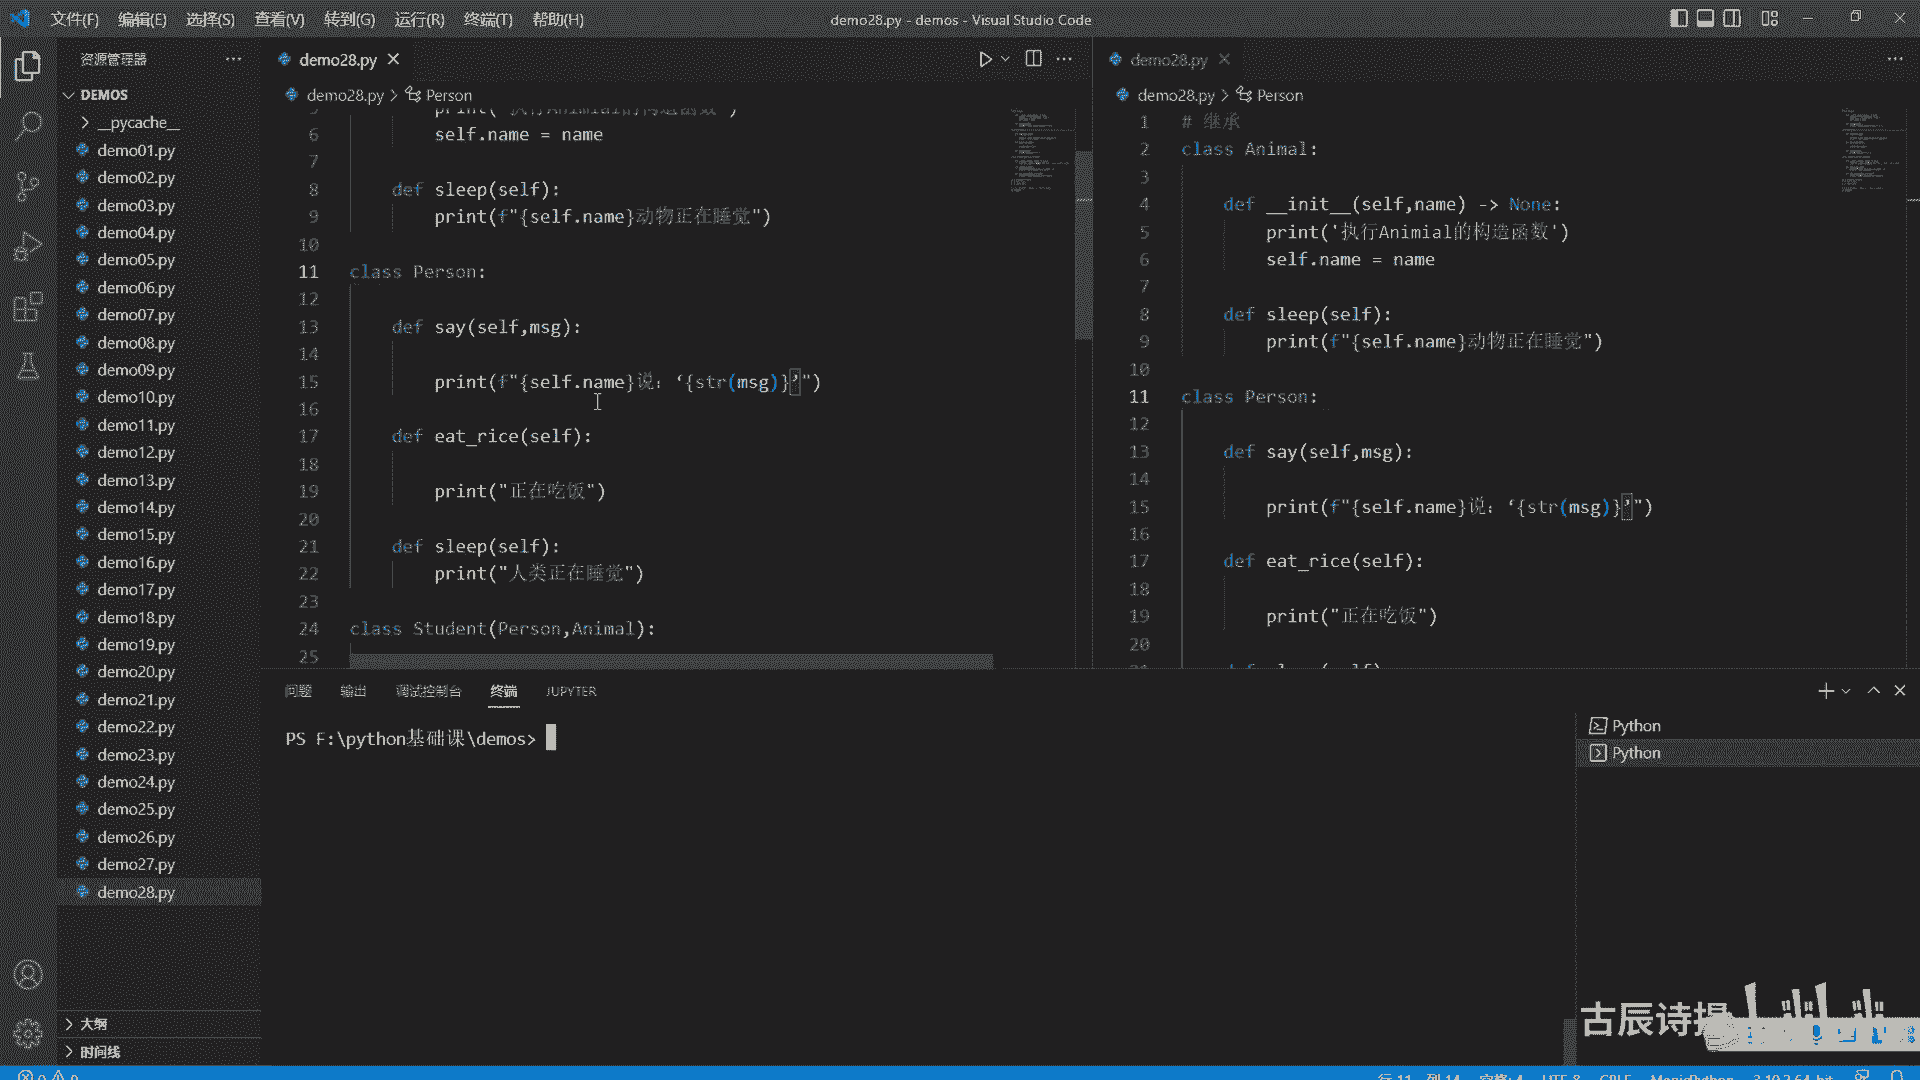 文件(F) 编辑(E) 选择(S) 查看(V) 转到(G) 运行(R) 终端(T) 帮助(H)
demo28.py - demos - Visual Studio Code
资源管理器
DEMOS
__pycache__
demo01.py
demo02.py
demo03.py
demo04.py
demo05.py
demo06.py
demo07.py
demo08.py
demo09.py
demo10.py
demo11.py
demo12.py
demo13.py
demo14.py
demo15.py
demo16.py
demo17.py
demo18.py
demo19.py
demo20.py
demo21.py
demo22.py
demo23.py
demo24.py
demo25.py
demo26.py
demo27.py
demo28.py
大纲
时间线
demo28.py
demo28.py > Person
6 self.name = name
7
8 def sleep(self):
9 print(f"{self.name}动物正在睡觉")
10
11 class Person:
12
13 def say(self,msg):
14
15 print(f"{self.name}说：‘{str(msg)}’")
16
17 def eat_rice(self):
18
19 print("正在吃饭")
20
21 def sleep(self):
22 print("人类正在睡觉")
23
24 class Student(Person,Animal):
25
demo28.py
demo28.py > Person
1 # 继承
2 class Animal:
3
4 def __init__(self,name) -> None:
5 print('执行Animial的构造函数')
6 self.name = name
7
8 def sleep(self):
9 print(f"{self.name}动物正在睡觉")
10
11 class Person:
12
13 def say(self,msg):
14
15 print(f"{self.name}说：‘{str(msg)}’")
16
17 def eat_rice(self):
18
19 print("正在吃饭")
20
问题 输出 调试控制台 终端 JUPYTER
PS F:\python基础课\demos>
Python
Python
古辰诗